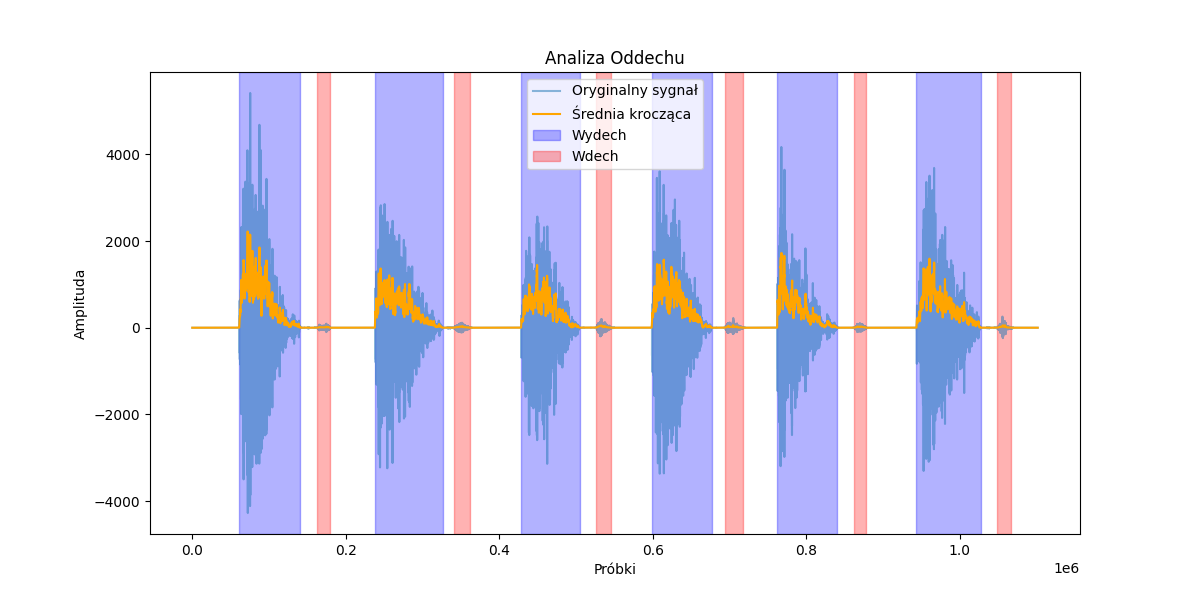 Analiza Oddechu
Oryginalny sygnał
Średnia krocząca
Wydech
Wdech
Amplituda
4000
2000
0
−2000
−4000
0.0 0.2 0.4 0.6 0.8 1.0
1e6
Próbki